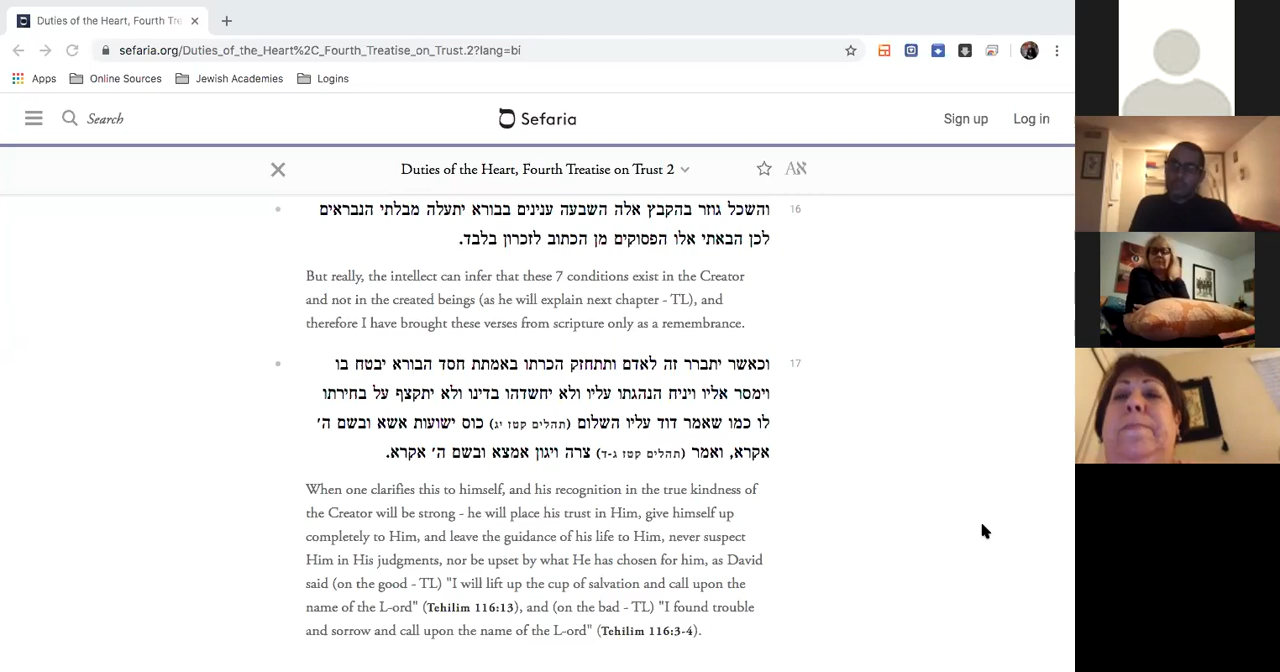 Duties of the Heart, Fourth Tre
sefaria.org/Duties_of_the_Heart%2C_Fourth_Treatise_on_Trust.2?lang=bi
Apps Online Sources Jewish Academies Logins
Search Sefaria Sign up Log in
Duties of the Heart, Fourth Treatise on Trust 2 Aא
והשכל גוזר בהקבץ אלה השבעה ענינים בבורא יתעלה מבלתי הנבראים 16
לכן הבאתי אלו הפסוקים מן הכתוב לזכרון בלבד.
But really, the intellect can infer that these 7 conditions exist in the Creator
and not in the created beings (as he will explain next chapter - TL), and
therefore I have brought these verses from scripture only as a remembrance.
וכאשר יתברר זה לאדם ותתחזק הכרתו באמתת חסד הבורא יבטח בו 17
וימסר אליו ויניח הנהגתו עליו ולא יחשדהו בדינו ולא יתקצף על בחירתו
לו כמו שאמר דוד עליו השלום (תהלים קטז יג) כוס ישועות אשא ובשם ה׳
אקרא, ואמר (תהלים קטז ג-ד) צרה ויגון אמצא ובשם ה׳ אקרא.
When one clarifies this to himself, and his recognition in the true kindness of
the Creator will be strong - he will place his trust in Him, give himself up
completely to Him, and leave the guidance of his life to Him, never suspect
Him in His judgments, nor be upset by what He has chosen for him, as David
said (on the good - TL) "I will lift up the cup of salvation and call upon the
name of the L-ord" (Tehilim 116:13), and (on the bad - TL) "I found trouble
and sorrow and call upon the name of the L-ord" (Tehilim 116:3-4).